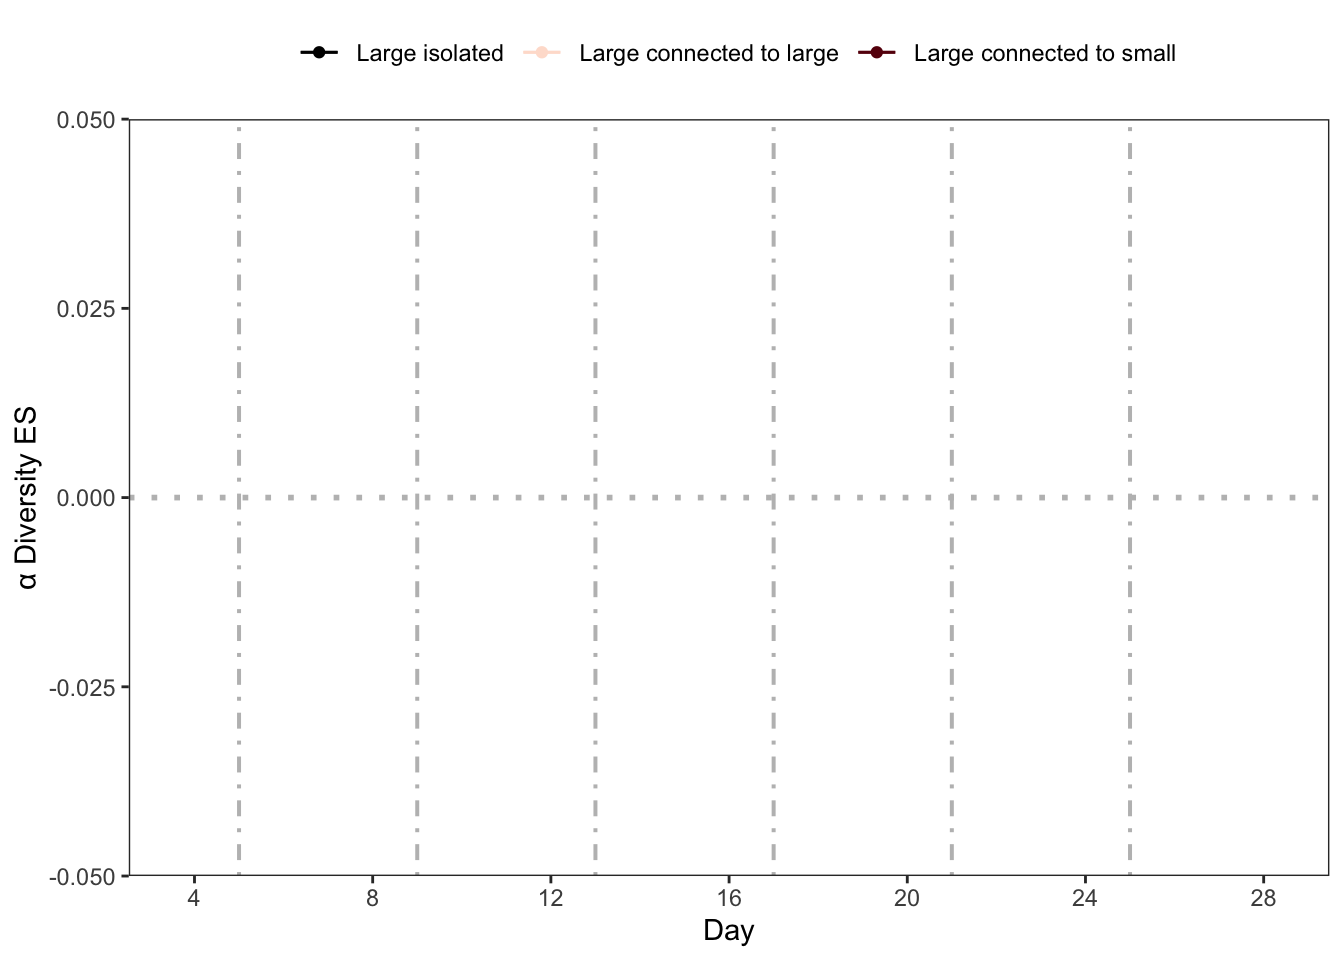 Large isolated Large connected to large Large connected to small
0.050
0.025
0.000
-0.025
-0.050
α Diversity ES
4 8 12 16 20 24 28
Day